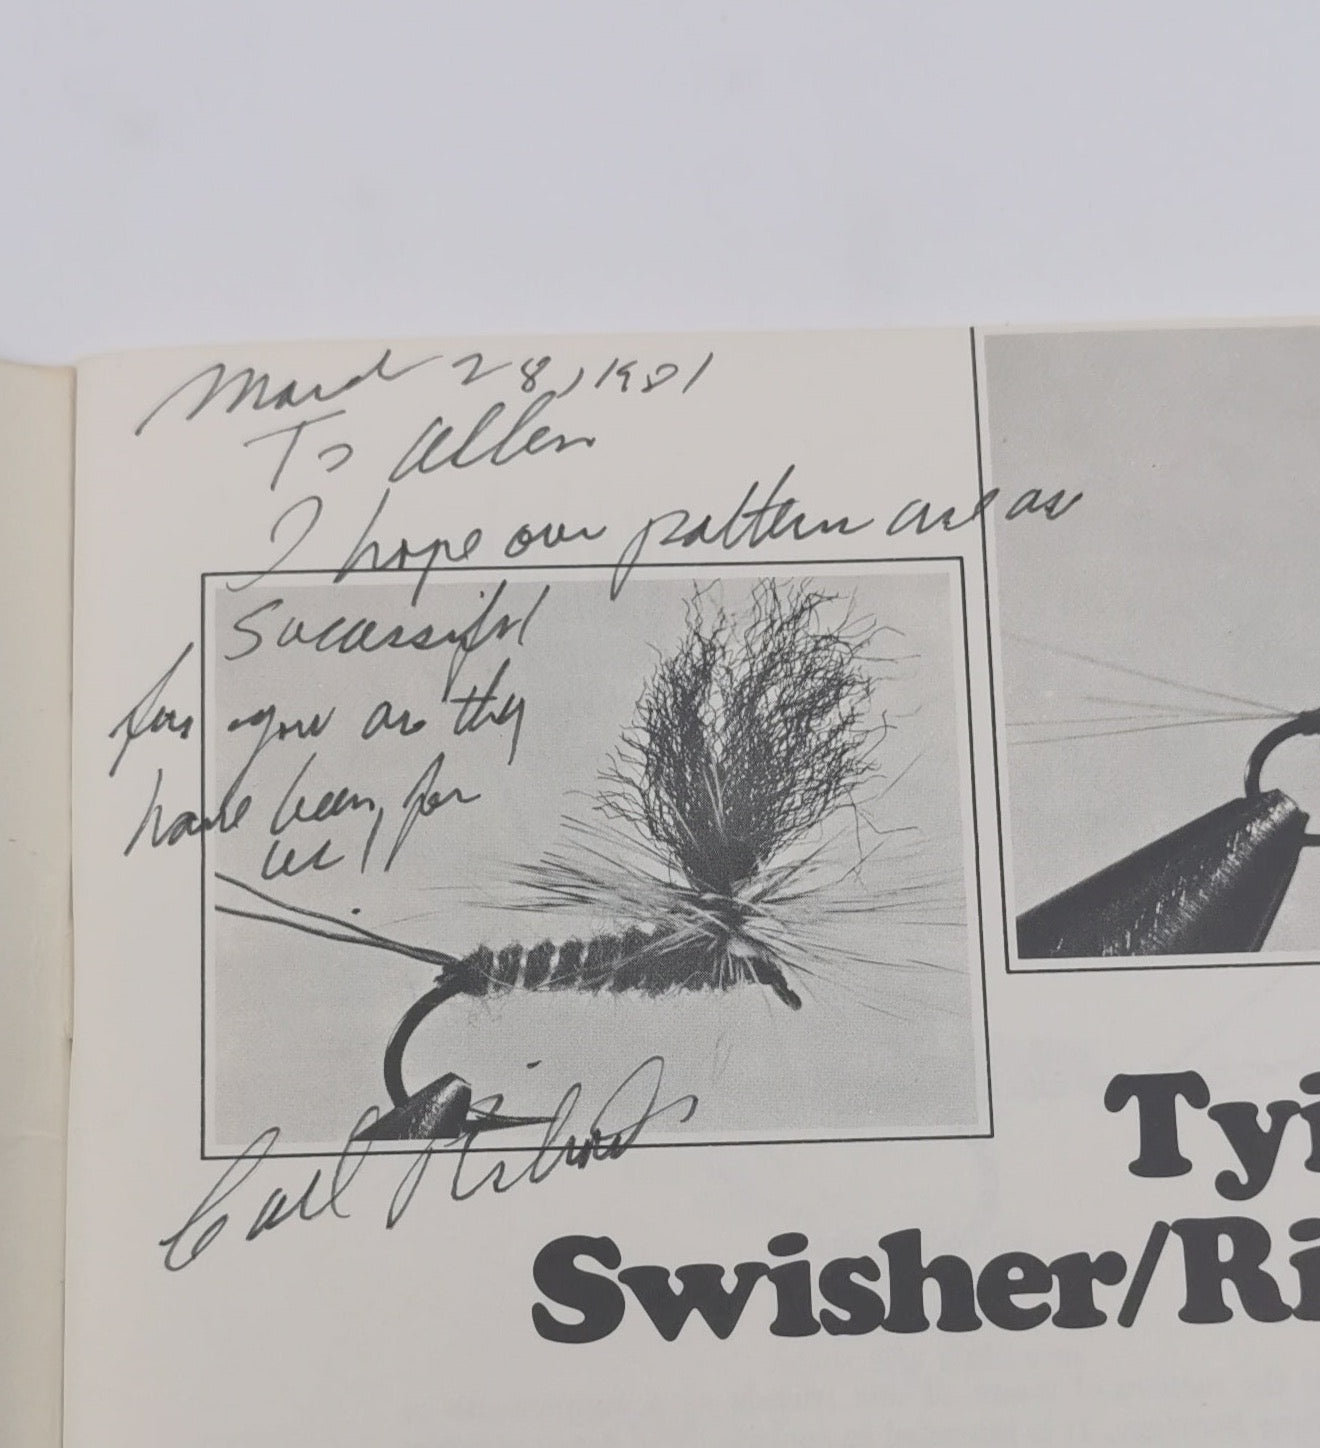 March 28, 1981
To Allen
I hope our pattern are as
Successful
for you as they
have been, for
us!
Carl Richards
Tyi
Swisher/Ri